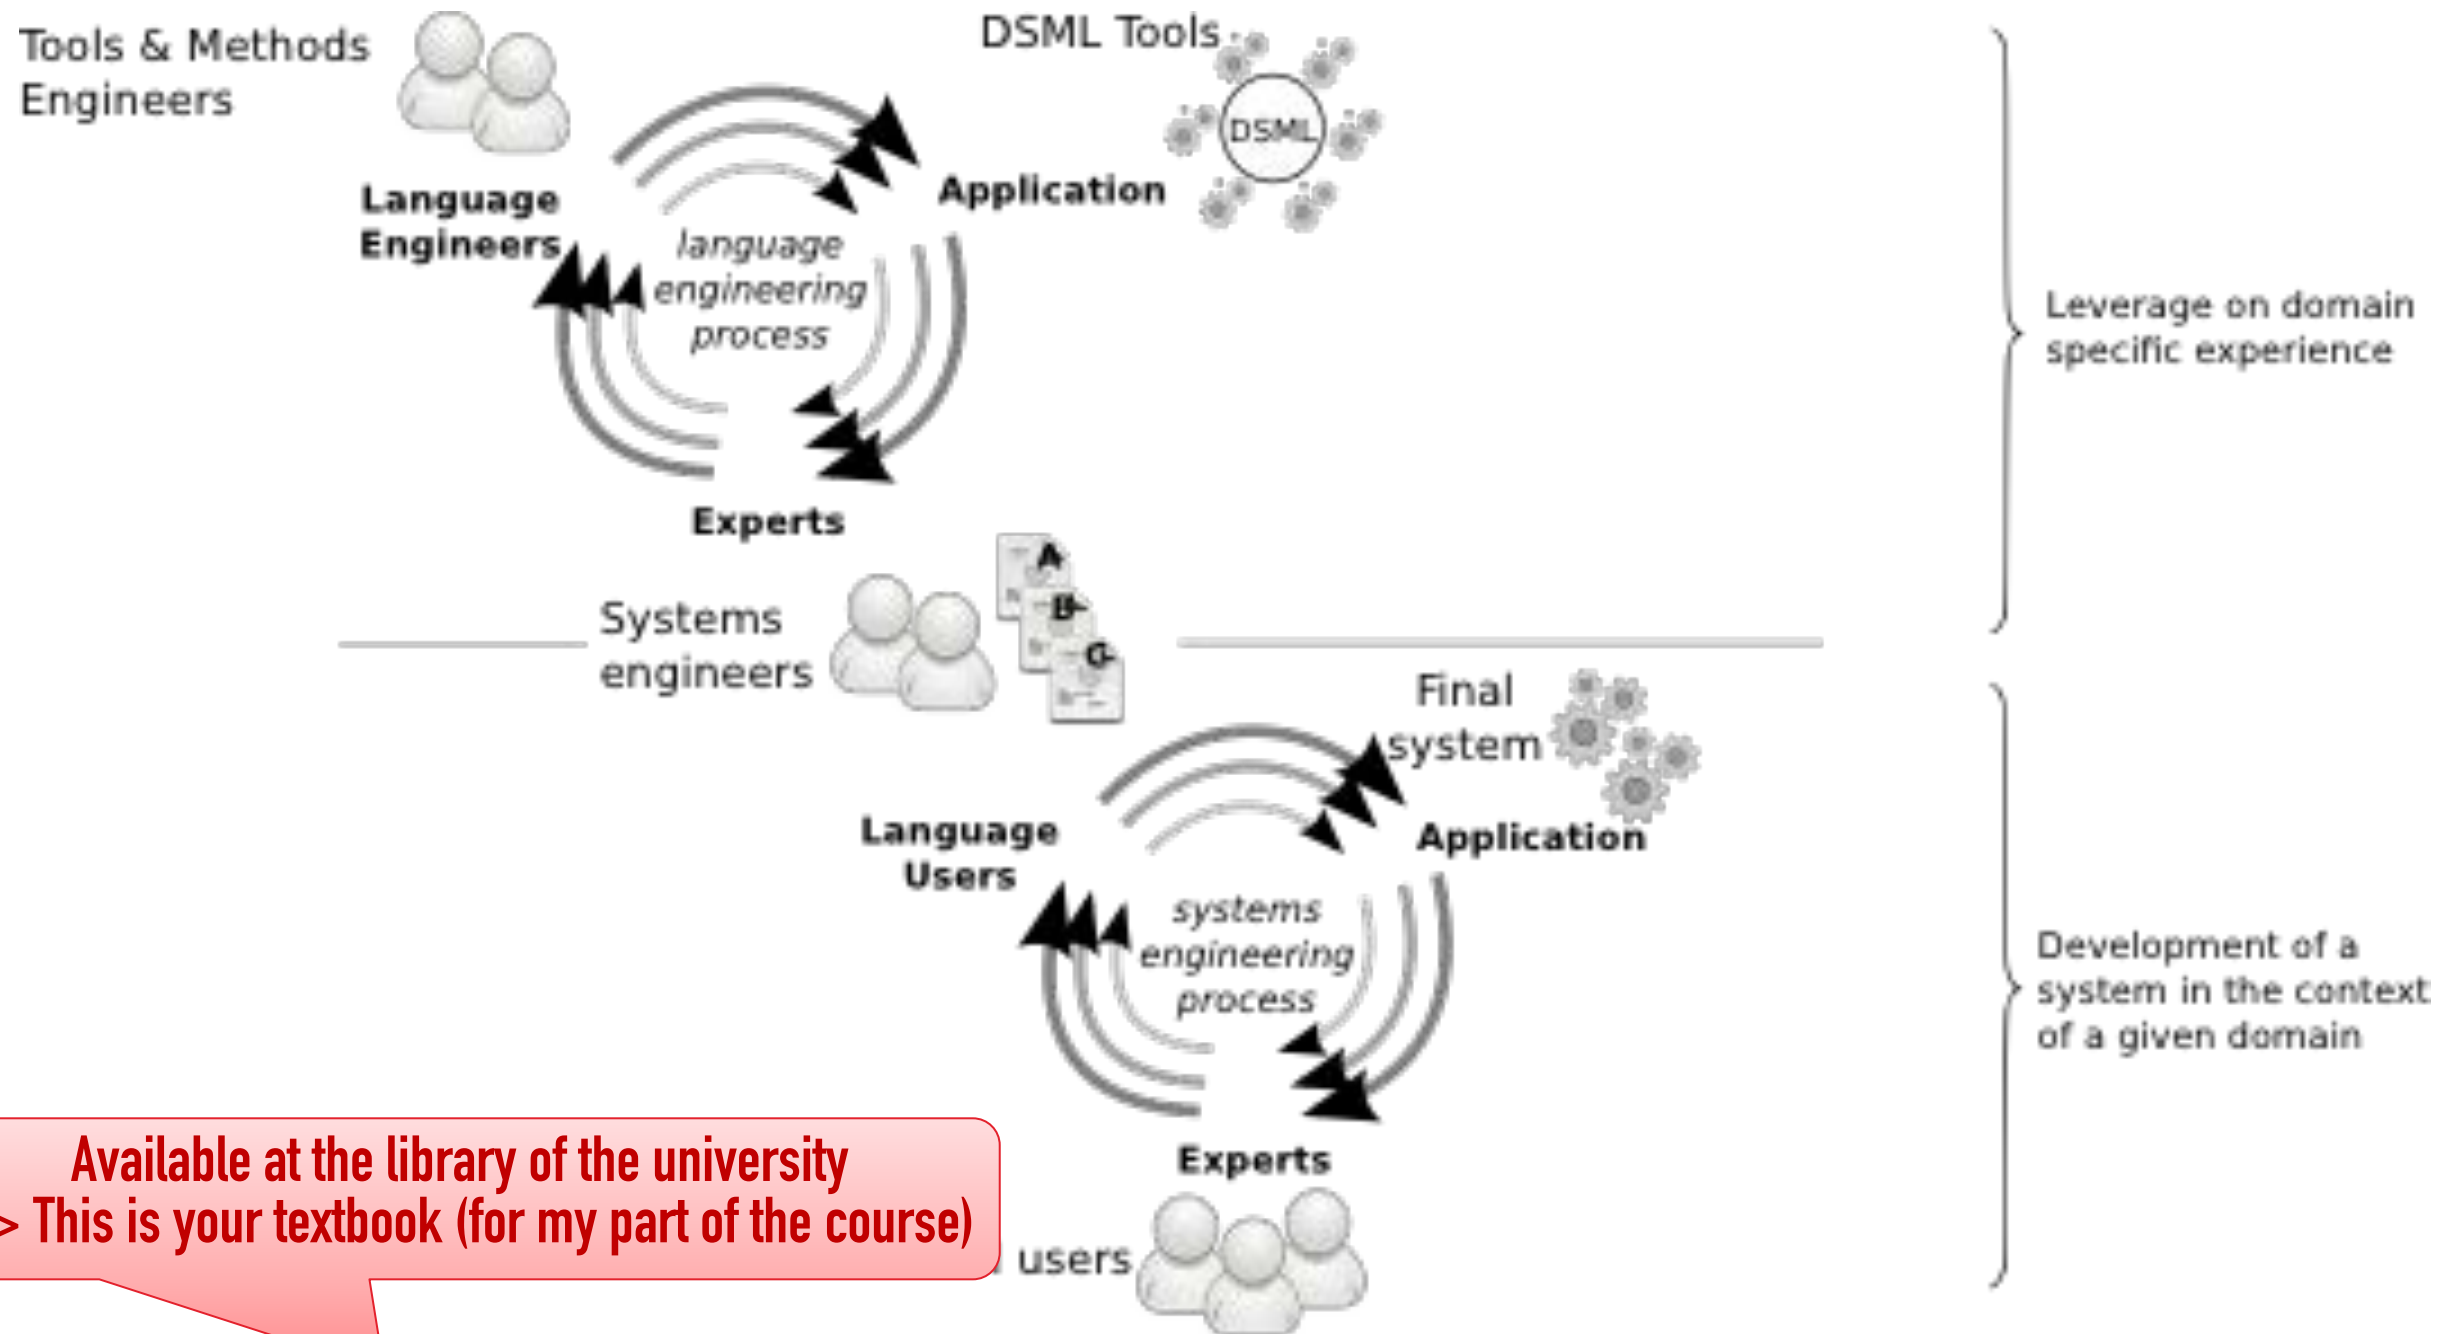 Tools & Methods
Engineers
DSML Tools
DSML
Language
Engineers
Application
language
engineering
process
Experts
Leverage on domain
specific experience
Systems
engineers
A
B
C
Final
system
Language
Users
Application
systems
engineering
process
Experts
Development of a
system in the context
of a given domain
Available at the library of the university
> This is your textbook (for my part of the course)
users